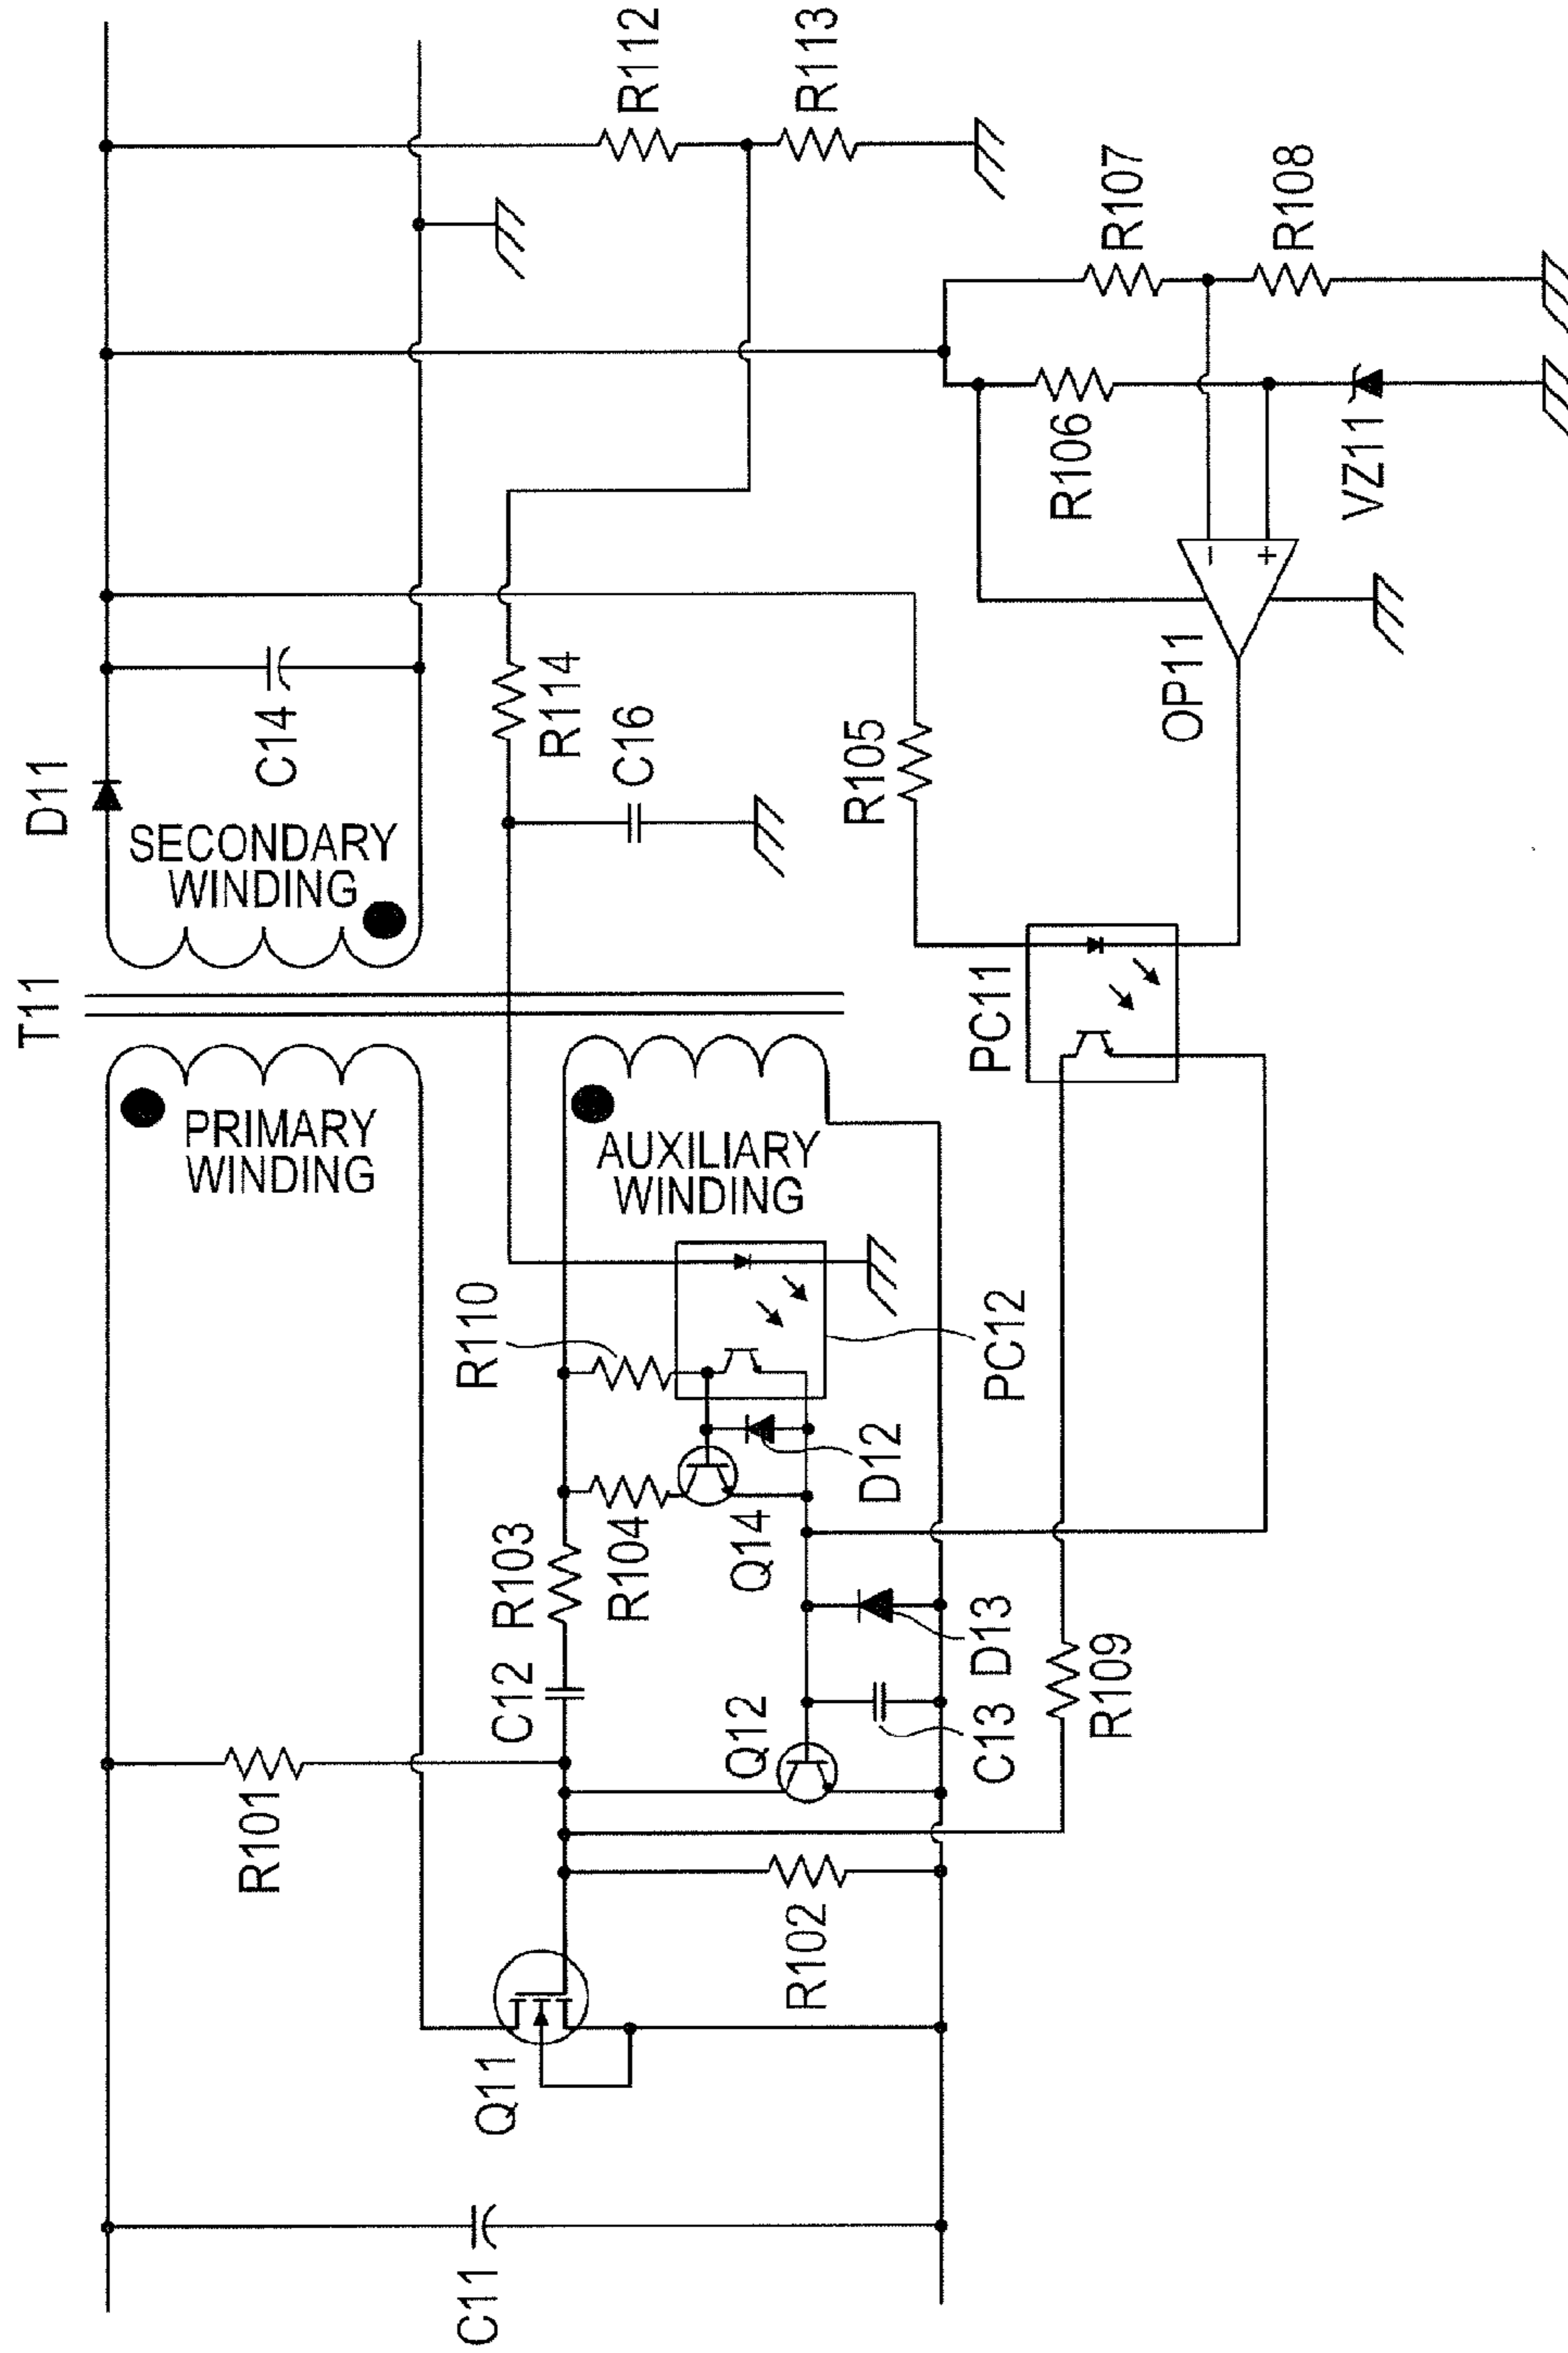 T11
D11
PRIMARY
WINDING
SECONDARY
WINDING
C14
R101
C11
Q11
C12
R103
R110
R104
AUXILIARY
WINDING
R114
C16
R112
R113
Q12
Q14
D12
R102
C13
D13
PC12
R109
PC11
R105
R106
R107
R108
OP11
−
+
VZ11